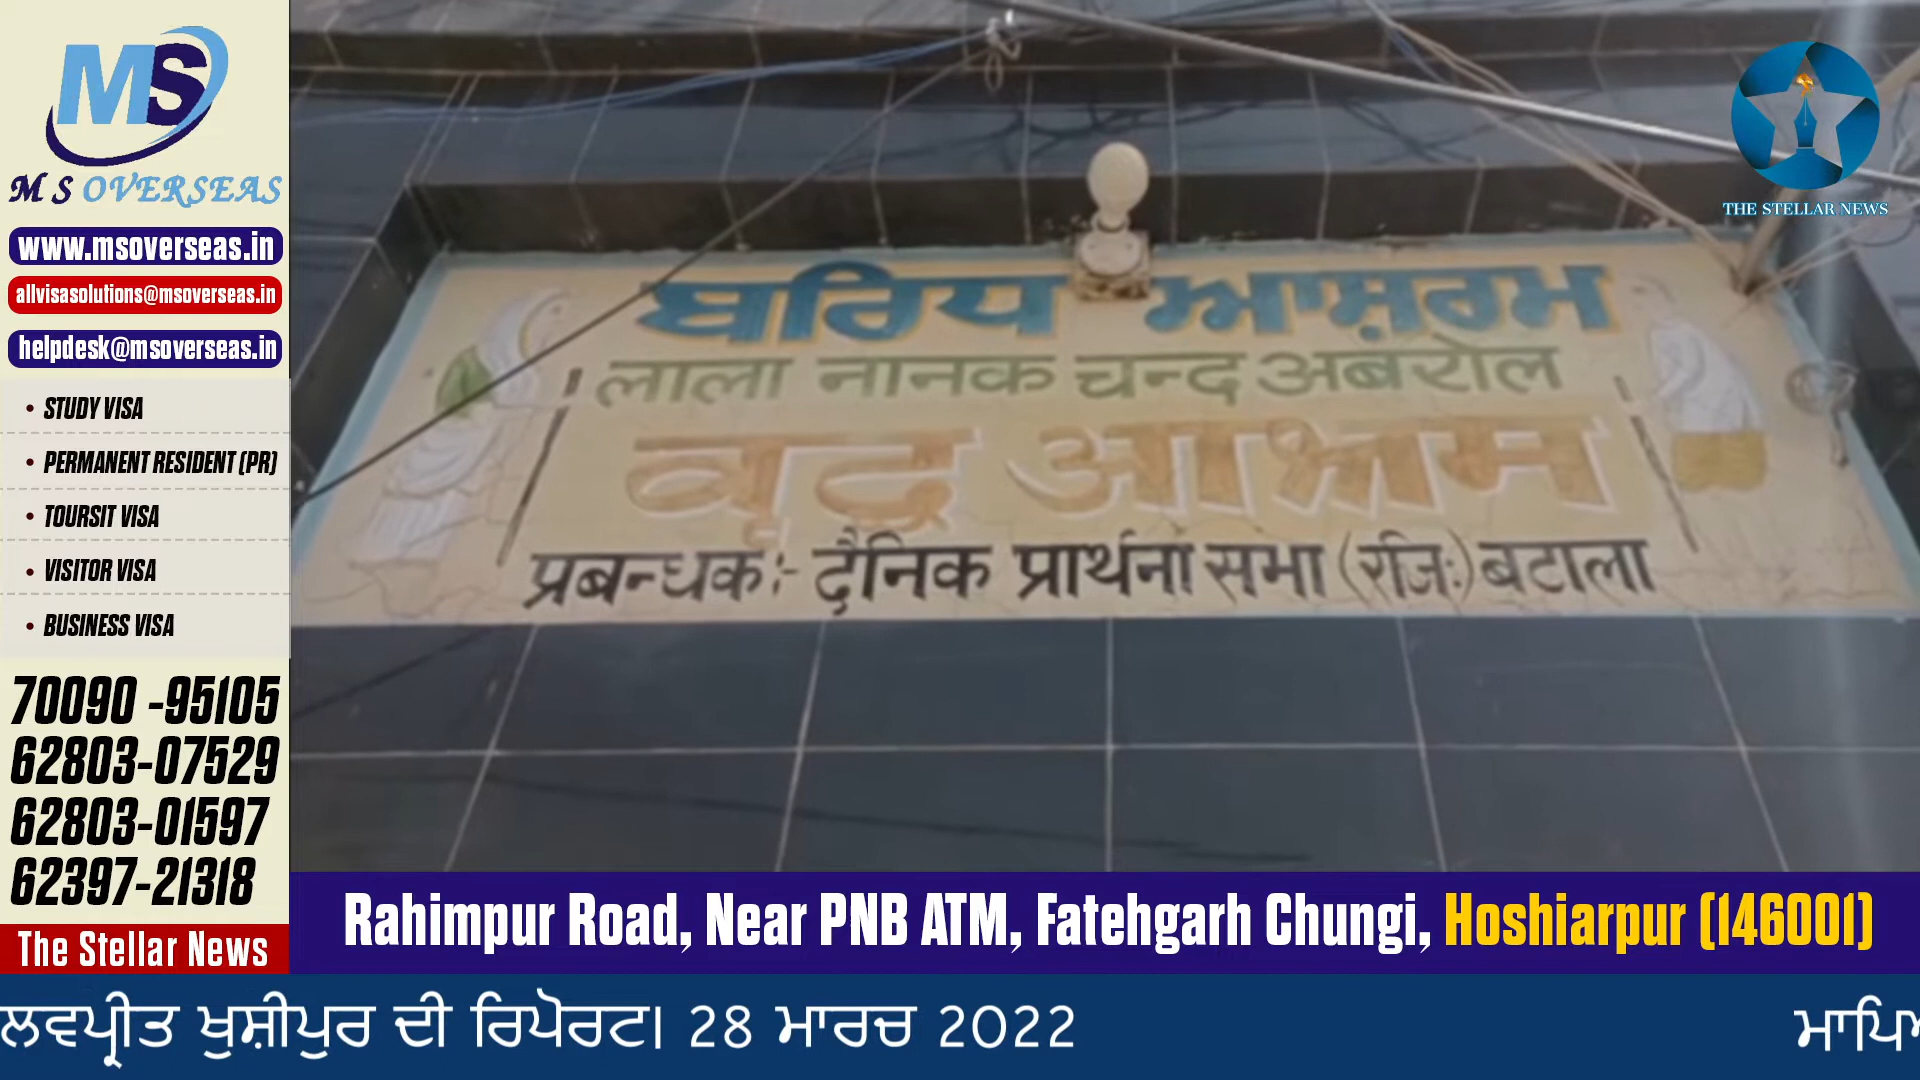 MS
M S OVERSEAS
www.msoverseas.in
allvisasolutions@msoverseas.in
helpdesk@msoverseas.in
• STUDY VISA
• PERMANENT RESIDENT (PR)
• TOURSIT VISA
• VISITOR VISA
• BUSINESS VISA
70090 -95105
62803-07529
62803-01597
62397-21318
The Stellar News
THE STELLAR NEWS
ਬਰਿਧ ਆਸ਼ਰਮ
लाला नानक चन्द अबरोल
वृद्ध आश्रम
प्रबन्धक:- दैनिक प्रार्थना सभा (रजि:) बटाला
Rahimpur Road, Near PNB ATM, Fatehgarh Chungi, Hoshiarpur (146001)
ਲਵਪ੍ਰੀਤ ਖੁਸ਼ੀਪੁਰ ਦੀ ਰਿਪੋਰਟ। 28 ਮਾਰਚ 2022